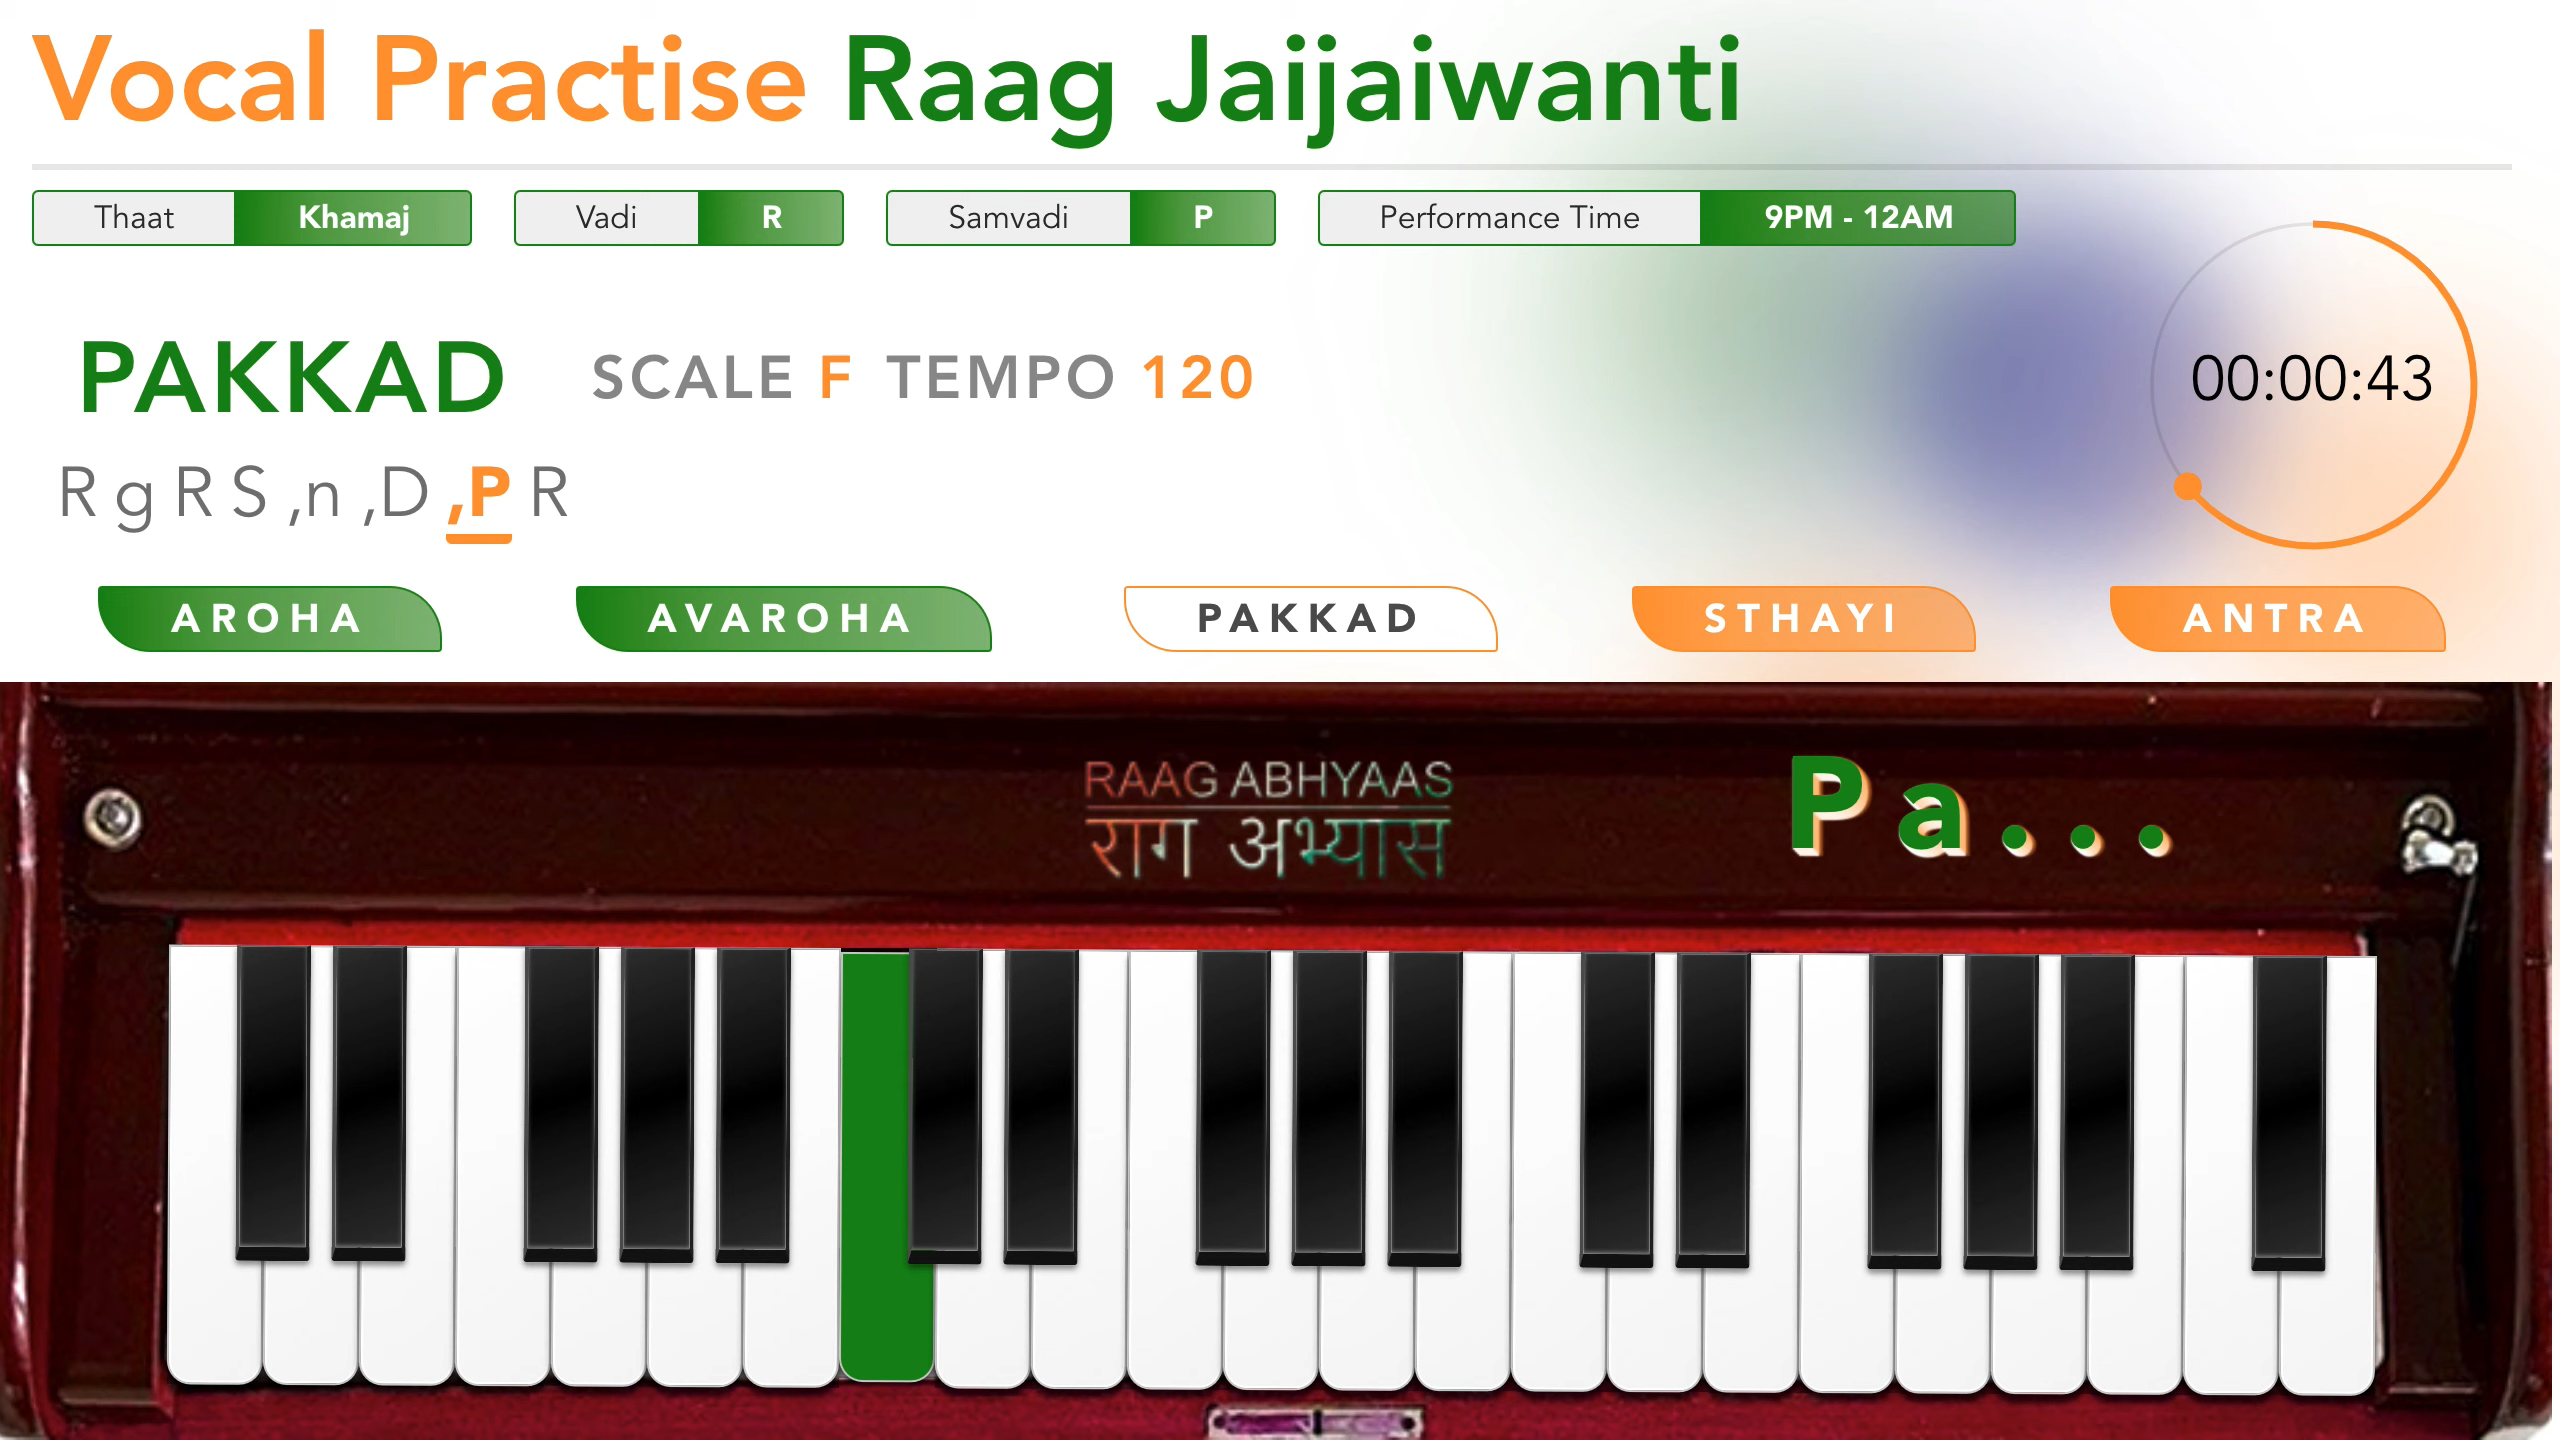 Vocal Practise Raag Jaijaiwanti
Thaat Khamaj Vadi R Samvadi P Performance Time 9PM - 12AM
PAKKAD SCALE F TEMPO 120
00:00:43
R g R S ,n ,D ,P R
AROHA AVAROHA PAKKAD STHAYI ANTRA
RAAG ABHYAAS
राग अभ्यास
Pa...